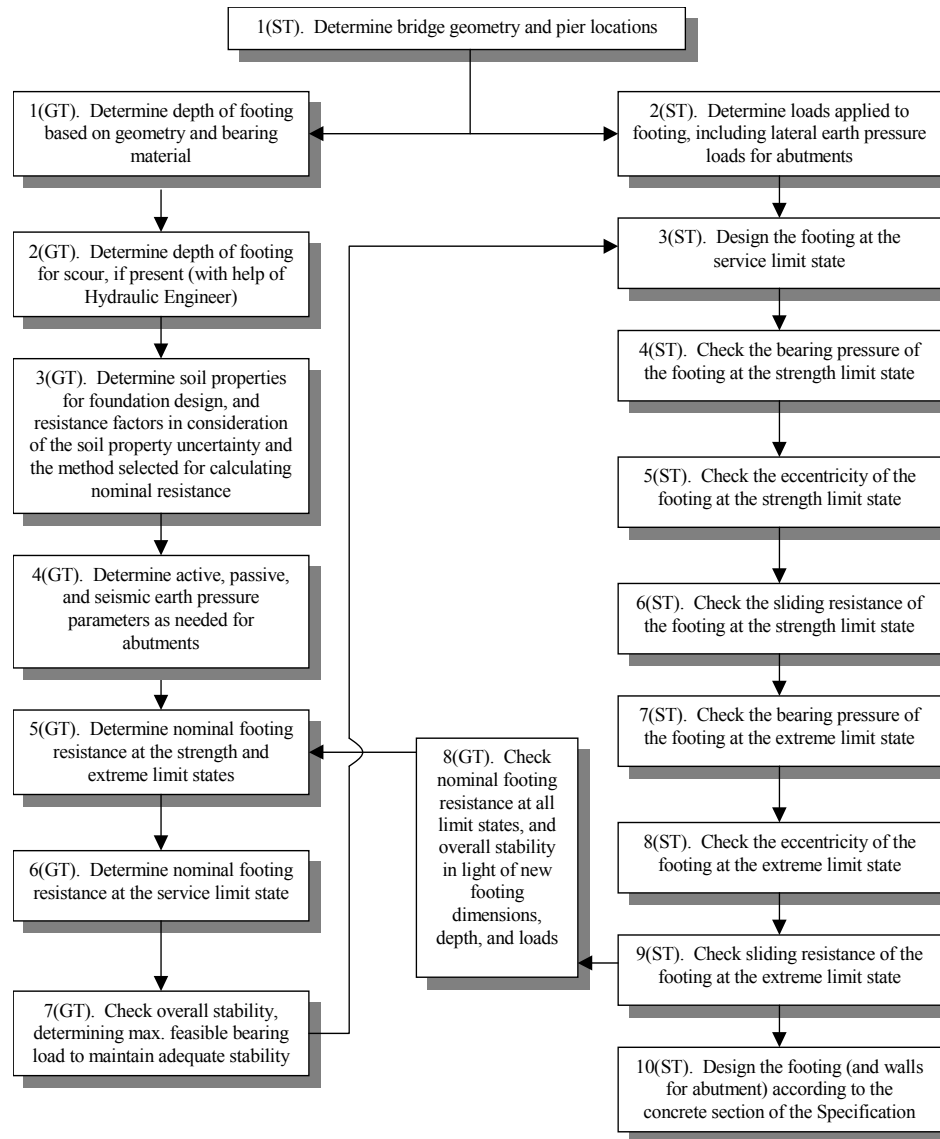 1(ST).  Determine bridge geometry and pier locations
1(GT).  Determine depth of footing
based on geometry and bearing
material
2(GT).  Determine depth of footing
for scour, if present (with help of
Hydraulic Engineer)
3(GT).  Determine soil properties
for foundation design, and
resistance factors in consideration
of the soil property uncertainty and
the method selected for calculating
nominal resistance
4(GT).  Determine active, passive,
and seismic earth pressure
parameters as needed for
abutments
5(GT).  Determine nominal footing
resistance at the strength and
extreme limit states
6(GT).  Determine nominal footing
resistance at the service limit state
7(GT).  Check overall stability,
determining max. feasible bearing
load to maintain adequate stability
8(GT).  Check
nominal footing
resistance at all
limit states, and
overall stability
in light of new
footing
dimensions,
depth, and loads
2(ST).  Determine loads applied to
footing, including lateral earth pressure
loads for abutments
3(ST).  Design the footing at the
service limit state
4(ST).  Check the bearing pressure of
the footing at the strength limit state
5(ST).  Check the eccentricity of the
footing at the strength limit state
6(ST).  Check the sliding resistance of
the footing at the strength limit state
7(ST).  Check the bearing pressure of
the footing at the extreme limit state
8(ST).  Check the eccentricity of the
footing at the extreme limit state
9(ST).  Check sliding resistance of the
footing at the extreme limit state
10(ST).  Design the footing (and walls
for abutment) according to the
concrete section of the Specification